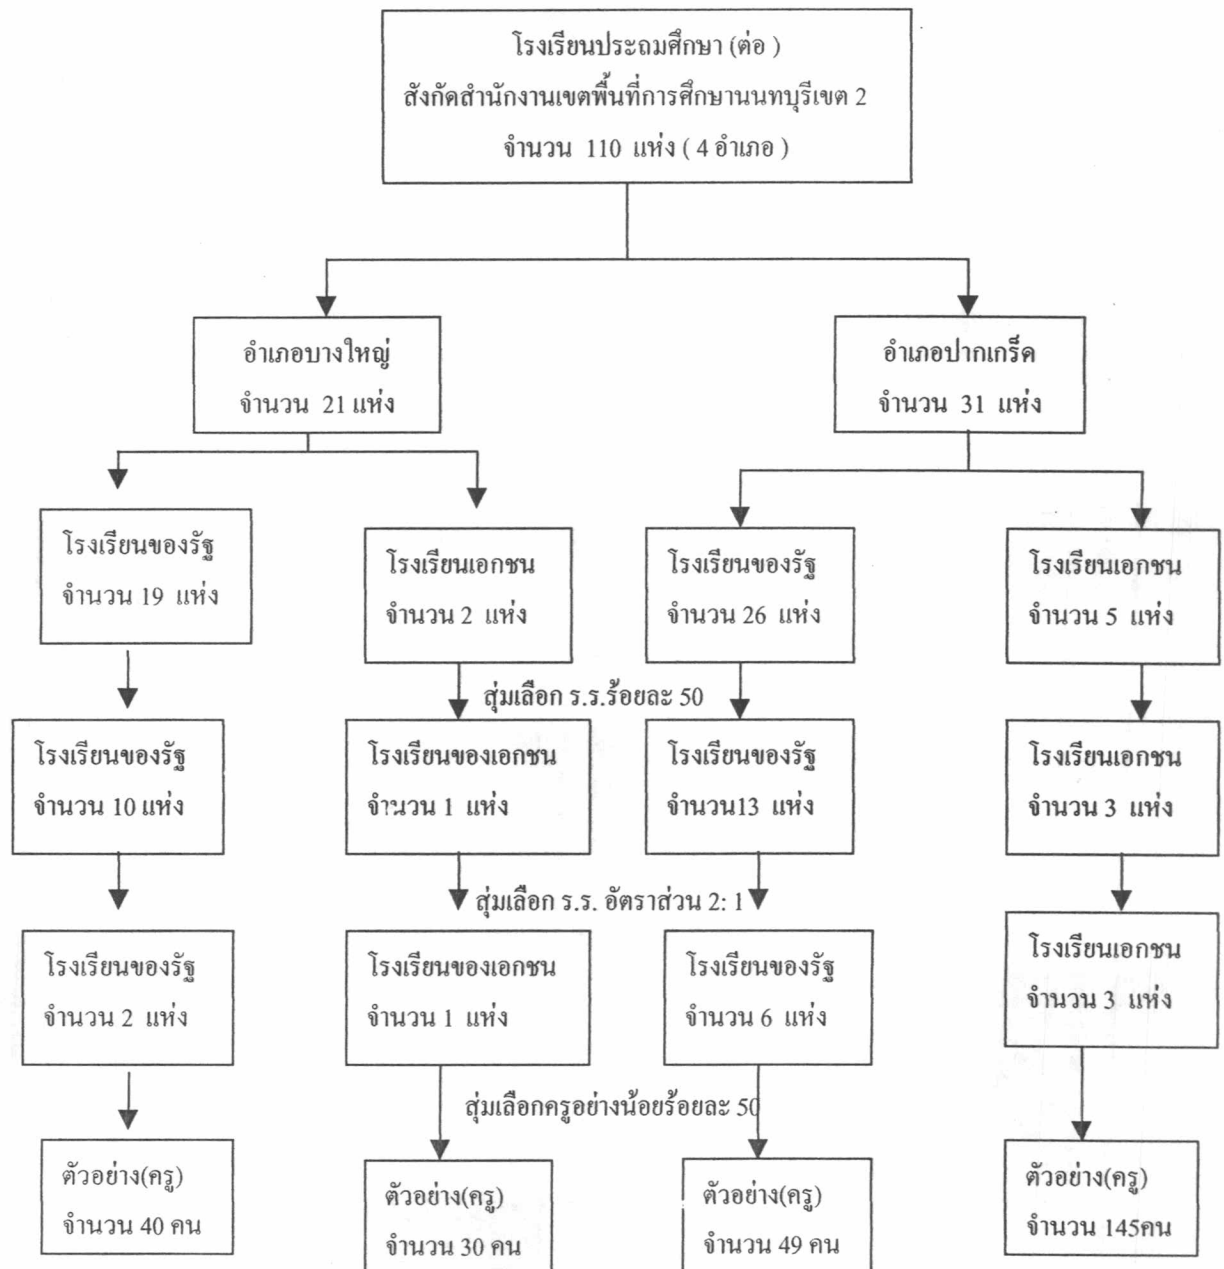 โรงเรียนประถมศึกษา (ต่อ )
สังกัดสำนักงานเขตพื้นที่การศึกษานนทบุรีเขต 2
จำนวน 110 แห่ง ( 4 อำเภอ )
อำเภอบางใหญ่
จำนวน 21 แห่ง
อำเภอปากเกร็ด
จำนวน 31 แห่ง
โรงเรียนของรัฐ
จำนวน 19 แห่ง
โรงเรียนเอกชน
จำนวน 2 แห่ง
โรงเรียนของรัฐ
จำนวน 26 แห่ง
โรงเรียนเอกชน
จำนวน 5 แห่ง
สุ่มเลือก ร.ร.ร้อยละ 50
โรงเรียนของรัฐ
จำนวน 10 แห่ง
โรงเรียนของเอกชน
จำนวน 1 แห่ง
โรงเรียนของรัฐ
จำนวน13 แห่ง
โรงเรียนเอกชน
จำนวน 3 แห่ง
สุ่มเลือก ร.ร. อัตราส่วน 2: 1
โรงเรียนของรัฐ
จำนวน 2 แห่ง
โรงเรียนของเอกชน
จำนวน 1 แห่ง
โรงเรียนของรัฐ
จำนวน 6 แห่ง
โรงเรียนเอกชน
จำนวน 3 แห่ง
สุ่มเลือกครูอย่างน้อยร้อยละ 50
ตัวอย่าง(ครู)
จำนวน 40 คน
ตัวอย่าง(ครู)
จำนวน 30 คน
ตัวอย่าง(ครู)
จำนวน 49 คน
ตัวอย่าง(ครู)
จำนวน 145คน